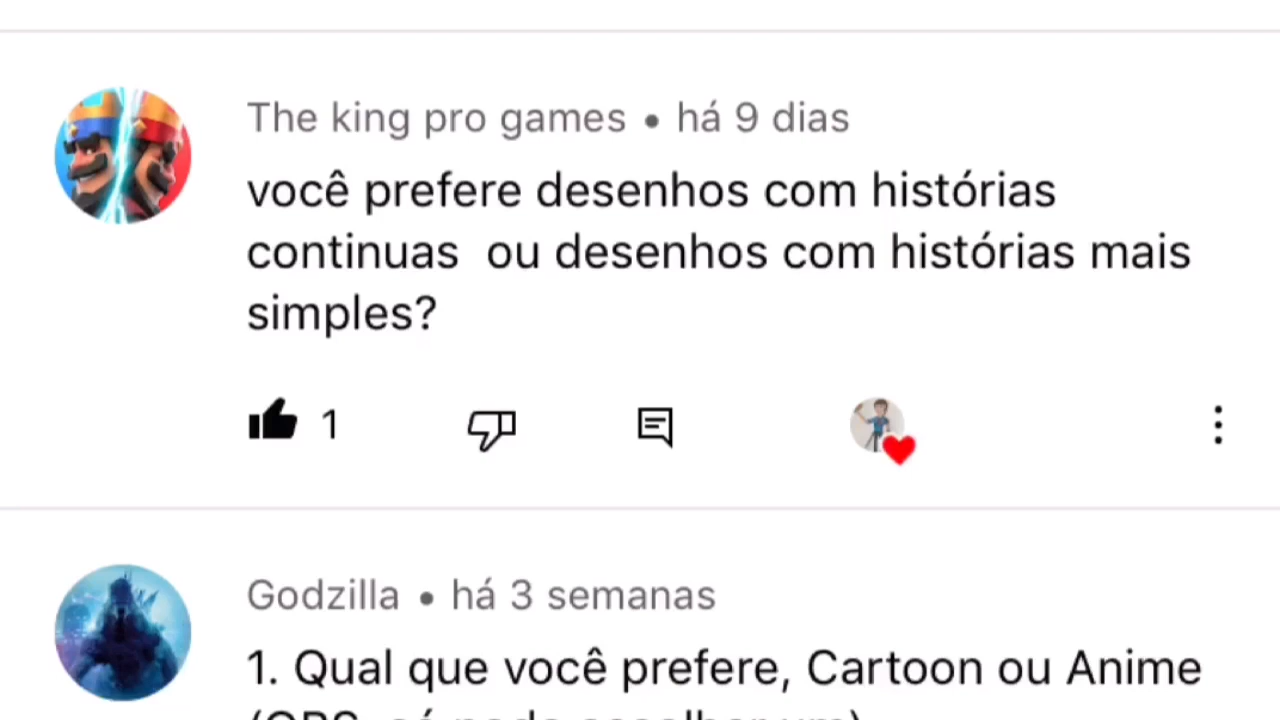 The king pro games • há 9 dias
você prefere desenhos com histórias
continuas  ou desenhos com histórias mais
simples?
1
Godzilla • há 3 semanas
1. Qual que você prefere, Cartoon ou Anime